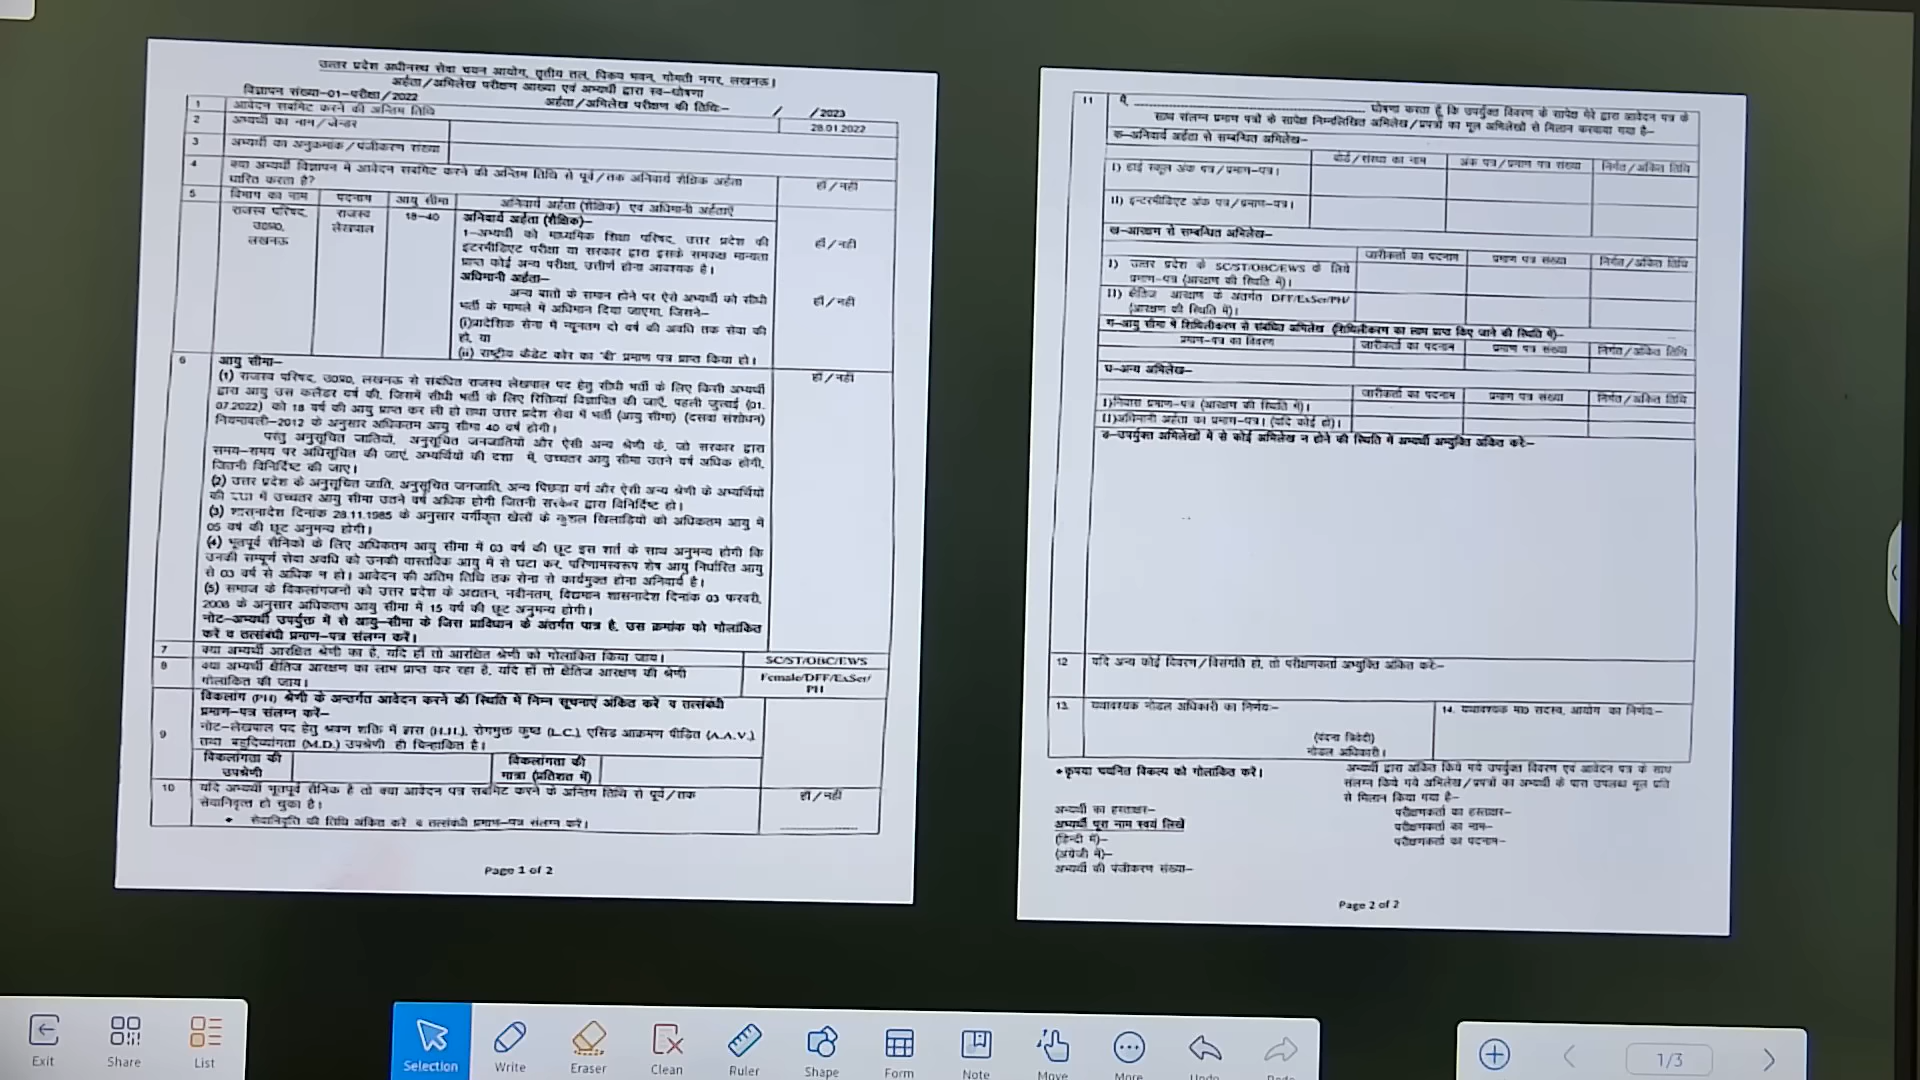 उत्तर प्रदेश अधीनस्थ सेवा चयन आयोग, तृतीय तल, पिकप भवन, गोमती नगर, लखनऊ।
अर्हता/अभिलेख परीक्षण आख्या एवं अभ्यर्थी द्वारा स्व-घोषणा
विज्ञापन संख्या-01-परीक्षा/2022
अर्हता/अभिलेख परीक्षण की तिथि:- / /2023
1 आवेदन सबमिट करने की अन्तिम तिथि 28.01.2022
2 अभ्यर्थी का नाम/जेन्डर
3 अभ्यर्थी का अनुक्रमांक/पंजीकरण संख्या
4 क्या अभ्यर्थी विज्ञापन में आवेदन सबमिट करने की अन्तिम तिथि से पूर्व/तक अनिवार्य शैक्षिक अर्हता हाँ/नहीं
धारित करता है?
5 विभाग का नाम पदनाम आयु सीमा अनिवार्य अर्हता (शैक्षिक) एवं अधिमानी अर्हताएँ
राजस्व परिषद, राजस्व 18-40 अनिवार्य अर्हता (शैक्षिक)-
उ0प्र0, लेखपाल 1-अभ्यर्थी को माध्यमिक शिक्षा परिषद, उत्तर प्रदेश की हाँ/नहीं
लखनऊ इंटरमीडिएट परीक्षा या सरकार द्वारा इसके समकक्ष मान्यता
प्राप्त कोई अन्य परीक्षा, उत्तीर्ण होना आवश्यक है।
अधिमानी अर्हता-
अन्य बातों के समान होने पर ऐसे अभ्यर्थी को सीधी हाँ/नहीं
भर्ती के मामले में अधिमान दिया जाएगा, जिसने-
(i)प्रादेशिक सेना में न्यूनतम दो वर्ष की अवधि तक सेवा की
हो, या
(ii) राष्ट्रीय कैडेट कोर का 'बी' प्रमाण पत्र प्राप्त किया हो।
6 आयु सीमा- हाँ/नहीं
(1) राजस्व परिषद, उ0प्र0, लखनऊ से संबंधित राजस्व लेखपाल पद हेतु सीधी भर्ती के लिए किसी अभ्यर्थी
द्वारा आयु उस कलैंडर वर्ष की, जिसमें सीधी भर्ती के लिए रिक्तियां विज्ञापित की जाएँ, पहली जुलाई (01.
07.2022) को 18 वर्ष की आयु प्राप्त कर ली हो तथा उत्तर प्रदेश सेवा में भर्ती (आयु सीमा) (दसवां संशोधन)
नियमावली-2012 के अनुसार अधिकतम आयु सीमा 40 वर्ष होगी।
परंतु अनुसूचित जातियों, अनुसूचित जनजातियों और ऐसी अन्य श्रेणी के, जो सरकार द्वारा
समय-समय पर अधिसूचित की जाएं, अभ्यर्थियों की दशा में, उच्चतर आयु सीमा उतने वर्ष अधिक होगी,
जितनी विनिर्दिष्ट की जाए।
(2) उत्तर प्रदेश के अनुसूचित जाति, अनुसूचित जनजाति, अन्य पिछडा वर्ग और ऐसी अन्य श्रेणी के अभ्यर्थियों
की दशा में उच्चतर आयु सीमा उतने वर्ष अधिक होगी जितनी सरकार द्वारा विनिर्दिष्ट हो।
(3) शासनादेश दिनांक 28.11.1985 के अनुसार वर्गीकृत खेलों के कुशल खिलाडियों को अधिकतम आयु में
05 वर्ष की छूट अनुमन्य होगी।
(4) भूतपूर्व सैनिकों के लिए अधिकतम आयु सीमा में 03 वर्ष की छूट इस शर्त के साथ अनुमन्य होगी कि
उनकी सम्पूर्ण सेवा अवधि को उनकी वास्तविक आयु में से घटा कर, परिणामस्वरूप शेष आयु निर्धारित आयु
से 03 वर्ष से अधिक न हो। आवेदन की अंतिम तिथि तक सेना से कार्यमुक्त होना अनिवार्य है।
(5) समाज के विकलांगजनों को उत्तर प्रदेश के अद्यतन, नवीनतम, विद्यमान शासनादेश दिनांक 03 फरवरी,
2008 के अनुसार अधिकतम आयु सीमा में 15 वर्ष की छूट अनुमन्य होगी।
नोट-अभ्यर्थी उपर्युक्त में से आयु-सीमा के जिस प्राविधान के अंतर्गत पात्र है, उस क्रमांक को गोलांकित
करें व तत्संबंधी प्रमाण-पत्र संलग्न करें।
7 क्या अभ्यर्थी आरक्षित श्रेणी का है, यदि हाँ तो आरक्षित श्रेणी को गोलांकित किया जाय। SC/ST/OBC/EWS
8 क्या अभ्यर्थी क्षैतिज आरक्षण का लाभ प्राप्त कर रहा है, यदि हाँ तो क्षैतिज आरक्षण की श्रेणी Female/DFF/ExSer/
गोलांकित की जाय। PH
9 विकलांग (PH) श्रेणी के अन्तर्गत आवेदन करने की स्थिति में निम्न सूचनाएं अंकित करें व तत्संबंधी
प्रमाण-पत्र संलग्न करें-
नोट-लेखपाल पद हेतु श्रवण शक्ति में ह्रास (H.H.), रोगमुक्त कुष्ठ (L.C.), एसिड आक्रमण पीड़ित (A.A.V.)
तथा बहुदिव्यांगता (M.D.) उपश्रेणी ही चिन्हांकित है।
विकलांगता की विकलांगता की
उपश्रेणी मात्रा (प्रतिशत में)
10 यदि अभ्यर्थी भूतपूर्व सैनिक है तो क्या आवेदन पत्र सबमिट करने के अन्तिम तिथि से पूर्व/तक हाँ/नहीं
सेवानिवृत्त हो चुका है।
• सेवानिवृति की तिथि अंकित करें व तत्संबंधी प्रमाण-पत्र संलग्न करें।
Page 1 of 2
11 मै, घोषणा करता हूँ कि उपर्युक्त विवरण के सापेक्ष मेरे द्वारा आवेदन पत्र के
साथ संलग्न प्रमाण पत्रों के सापेक्ष निम्नलिखित अभिलेख/प्रपत्रों का मूल अभिलेखों से मिलान करवाया गया है-
क-अनिवार्य अर्हता से सम्बन्धित अभिलेख-
बोर्ड/संस्था का नाम अंक पत्र/प्रमाण पत्र संख्या निर्गत/अंकित तिथि
I) हाई स्कूल अंक पत्र/प्रमाण-पत्र।
II) इन्टरमीडिएट अंक पत्र/प्रमाण-पत्र।
ख-आरक्षण से सम्बन्धित अभिलेख-
जारीकर्ता का पदनाम प्रमाण पत्र संख्या निर्गत/अंकित तिथि
I) उत्तर प्रदेश के SC/ST/OBC/EWS के लिये
प्रमाण-पत्र (आरक्षण की स्थिति में)।
II) क्षैतिज आरक्षण के अंतर्गत DFF/ExSer/PH/
(आरक्षण की स्थिति में)।
ग-आयु सीमा में शिथिलीकरण से संबंधित अभिलेख (शिथिलीकरण का लाभ प्राप्त किए जाने की स्थिति में)-
प्रमाण-पत्र का विवरण जारीकर्ता का पदनाम प्रमाण पत्र संख्या निर्गत/अंकित तिथि
घ-अन्य अभिलेख-
जारीकर्ता का पदनाम प्रमाण पत्र संख्या निर्गत/अंकित तिथि
I)निवास प्रमाण-पत्र (आरक्षण की स्थिति में)।
II)अधिमानी अर्हता का प्रमाण-पत्र। (यदि कोई हो)।
ङ-उपर्युक्त अभिलेखों में से कोई अभिलेख न होने की स्थिति में अभ्यर्थी अभ्युक्ति अंकित करे:-
12 यदि अन्य कोई विवरण/विसंगति हो, तो परीक्षणकर्ता अभ्युक्ति अंकित करे:-
13. यथावश्यक नोडल अधिकारी का निर्णय:- 14. यथावश्यक मा0 सदस्य, आयोग का निर्णय:-
(वंदना त्रिवेदी)
नोडल अधिकारी।
*कृपया चयनित विकल्प को गोलांकित करें।
अभ्यर्थी द्वारा अंकित किये गये उपर्युक्त विवरण एवं आवेदन पत्र के साथ
संलग्न किये गये अभिलेख/प्रपत्रों का अभ्यर्थी के पास उपलब्ध मूल प्रति
से मिलान किया गया है-
अभ्यर्थी का हस्ताक्षर- परीक्षणकर्ता का हस्ताक्षर-
अभ्यर्थी पूरा नाम स्वयं लिखें परीक्षणकर्ता का नाम-
(हिन्दी में)- परीक्षणकर्ता का पदनाम-
(अंग्रेजी में)-
अभ्यर्थी की पंजीकरण संख्या-
Page 2 of 2
Exit Share List Selection Write Eraser Clean Ruler Shape Form Note Move More Undo Redo 1/3